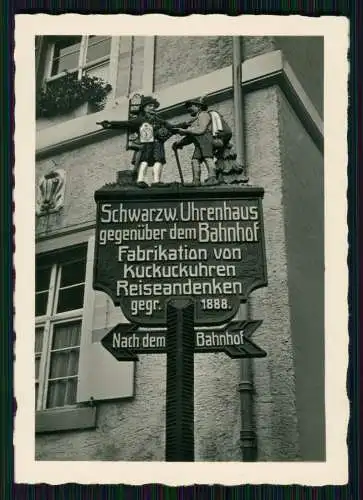 Schwarzw. Uhrenhaus
gegenüber dem Bahnhof
Fabrikation von
Kuckuckuhren
Reiseandenken
gegr. 1888.
Nach dem Bahnhof